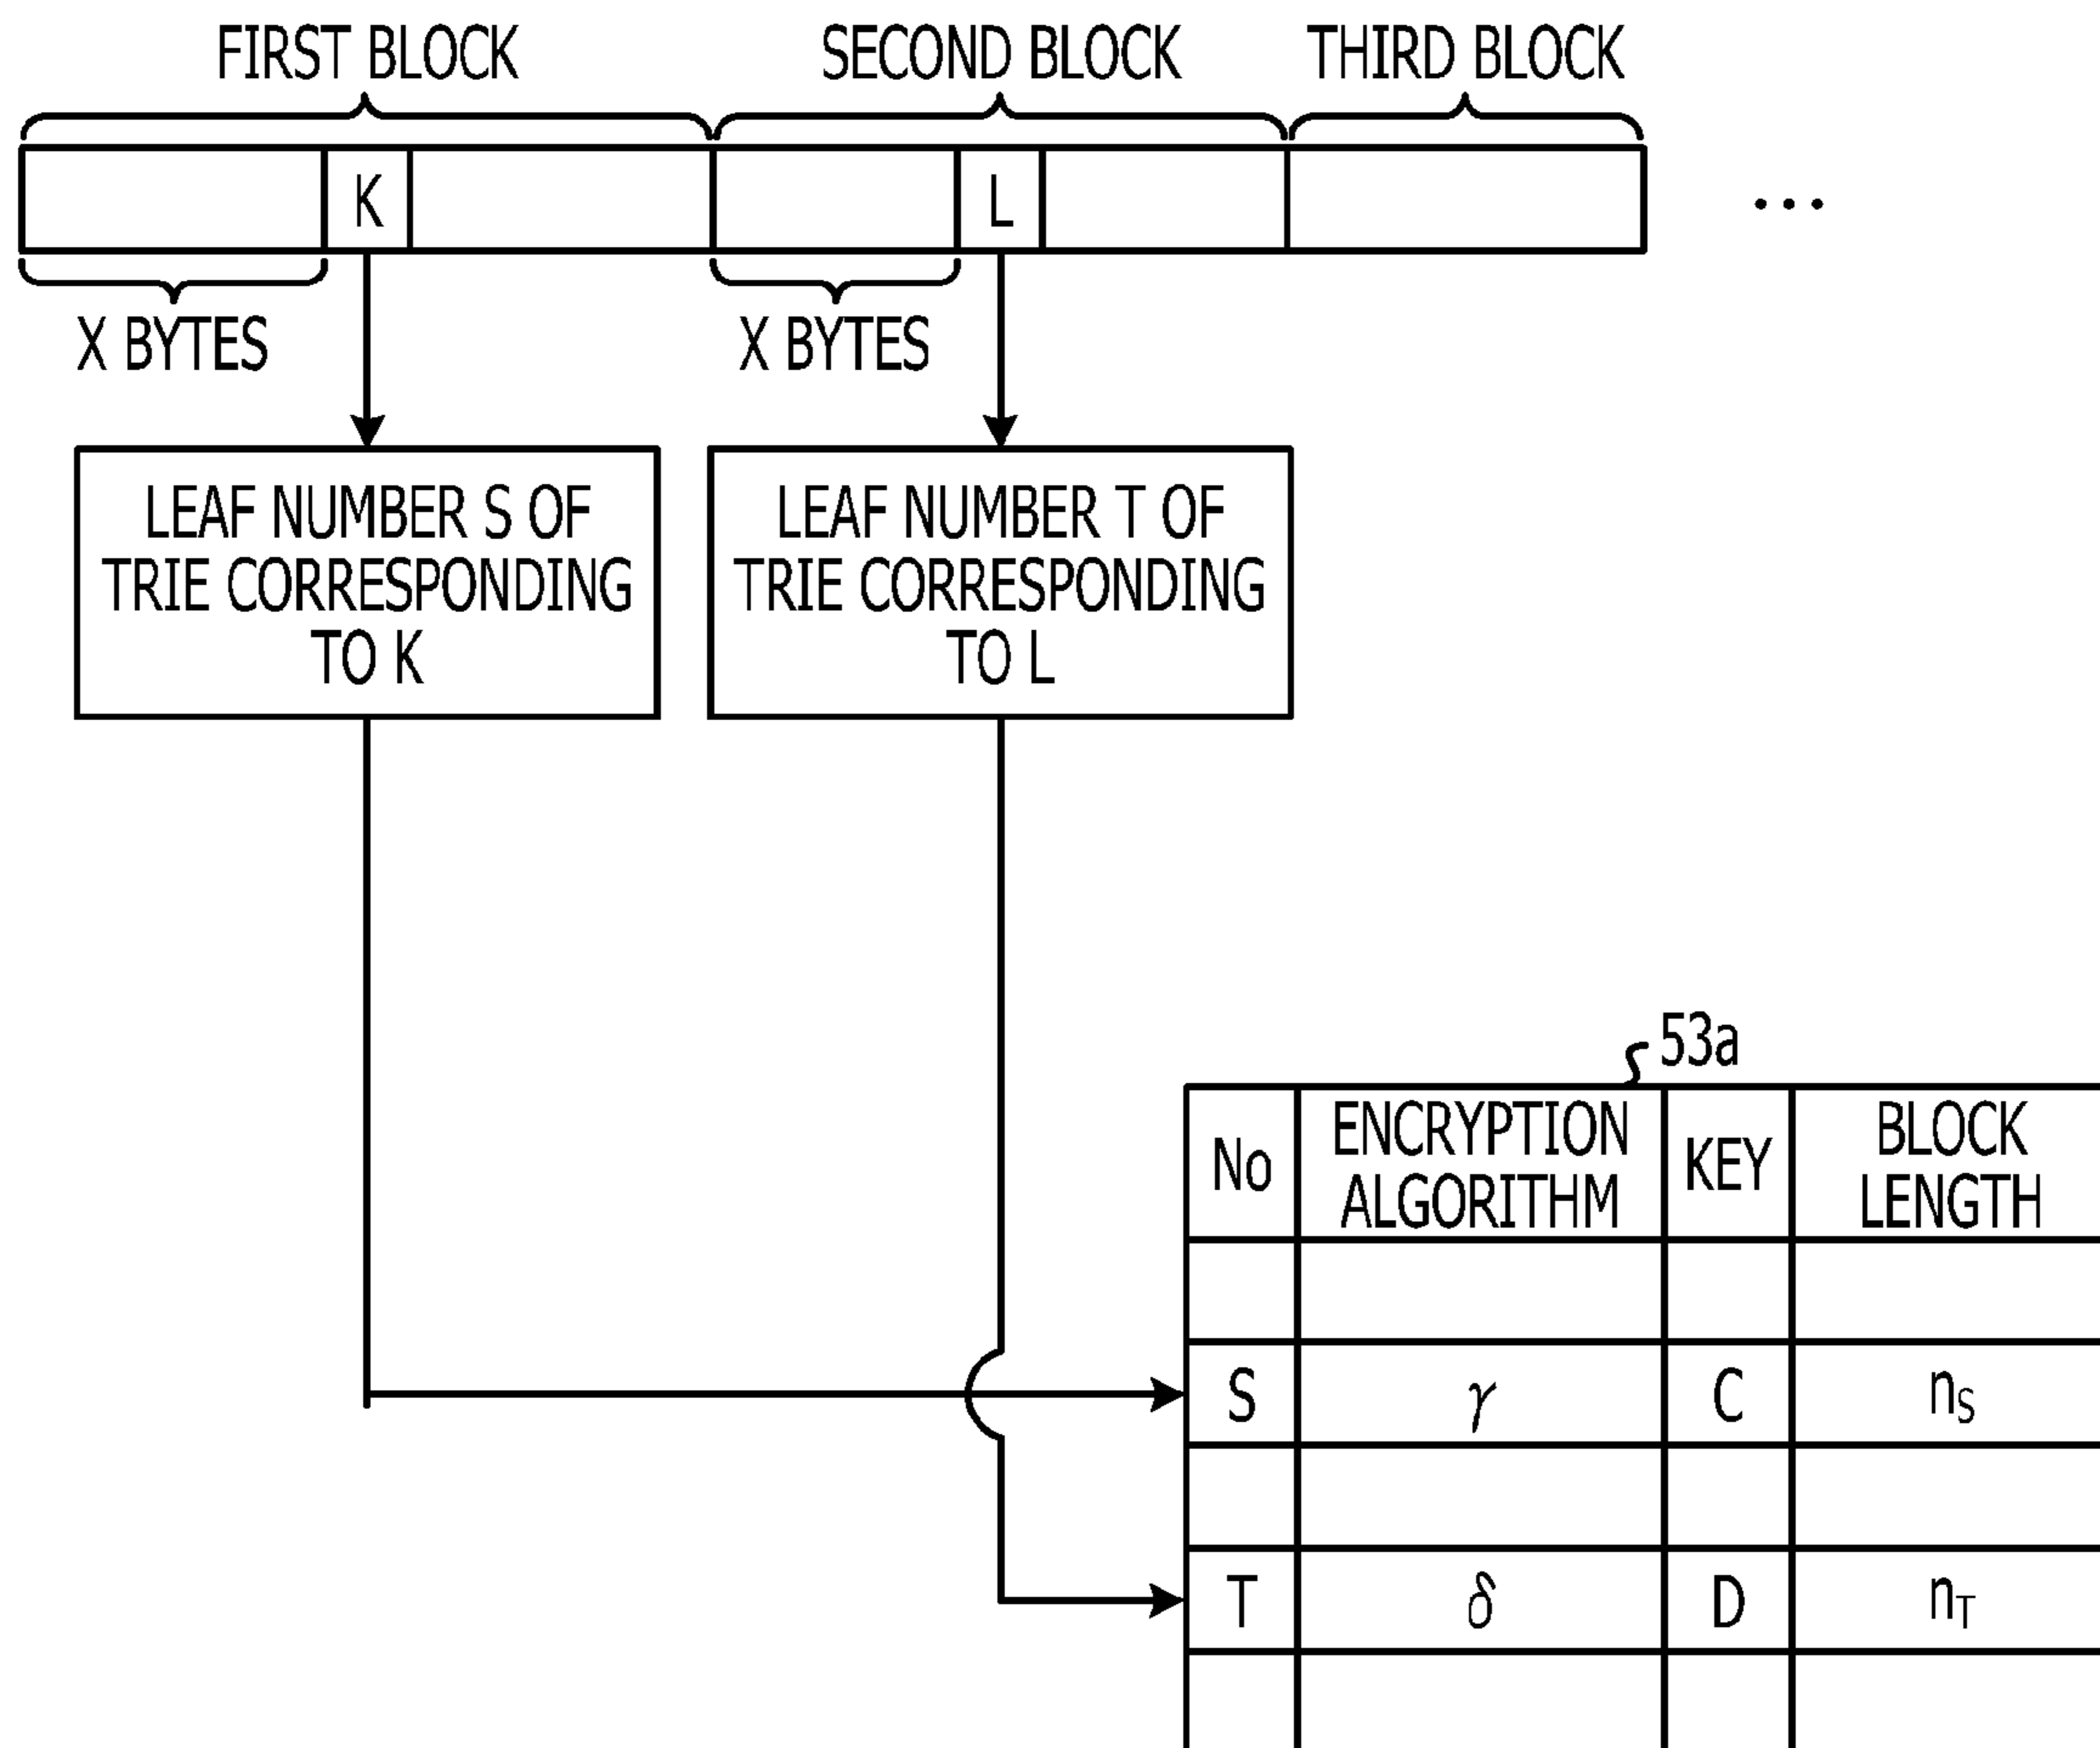 FIRST BLOCK SECOND BLOCK THIRD BLOCK
K L ...
X BYTES X BYTES
LEAF NUMBER S OF
TRIE CORRESPONDING
TO K
LEAF NUMBER T OF
TRIE CORRESPONDING
TO L
53a
No ENCRYPTION ALGORITHM KEY BLOCK LENGTH
S γ C nS
T δ D nT